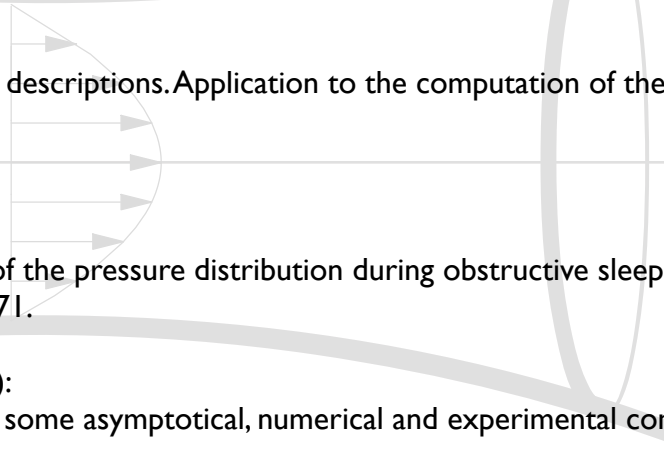 descriptions. Application to the computation of the
of the pressure distribution during obstructive sleep
71.
):
some asymptotical, numerical and experimental